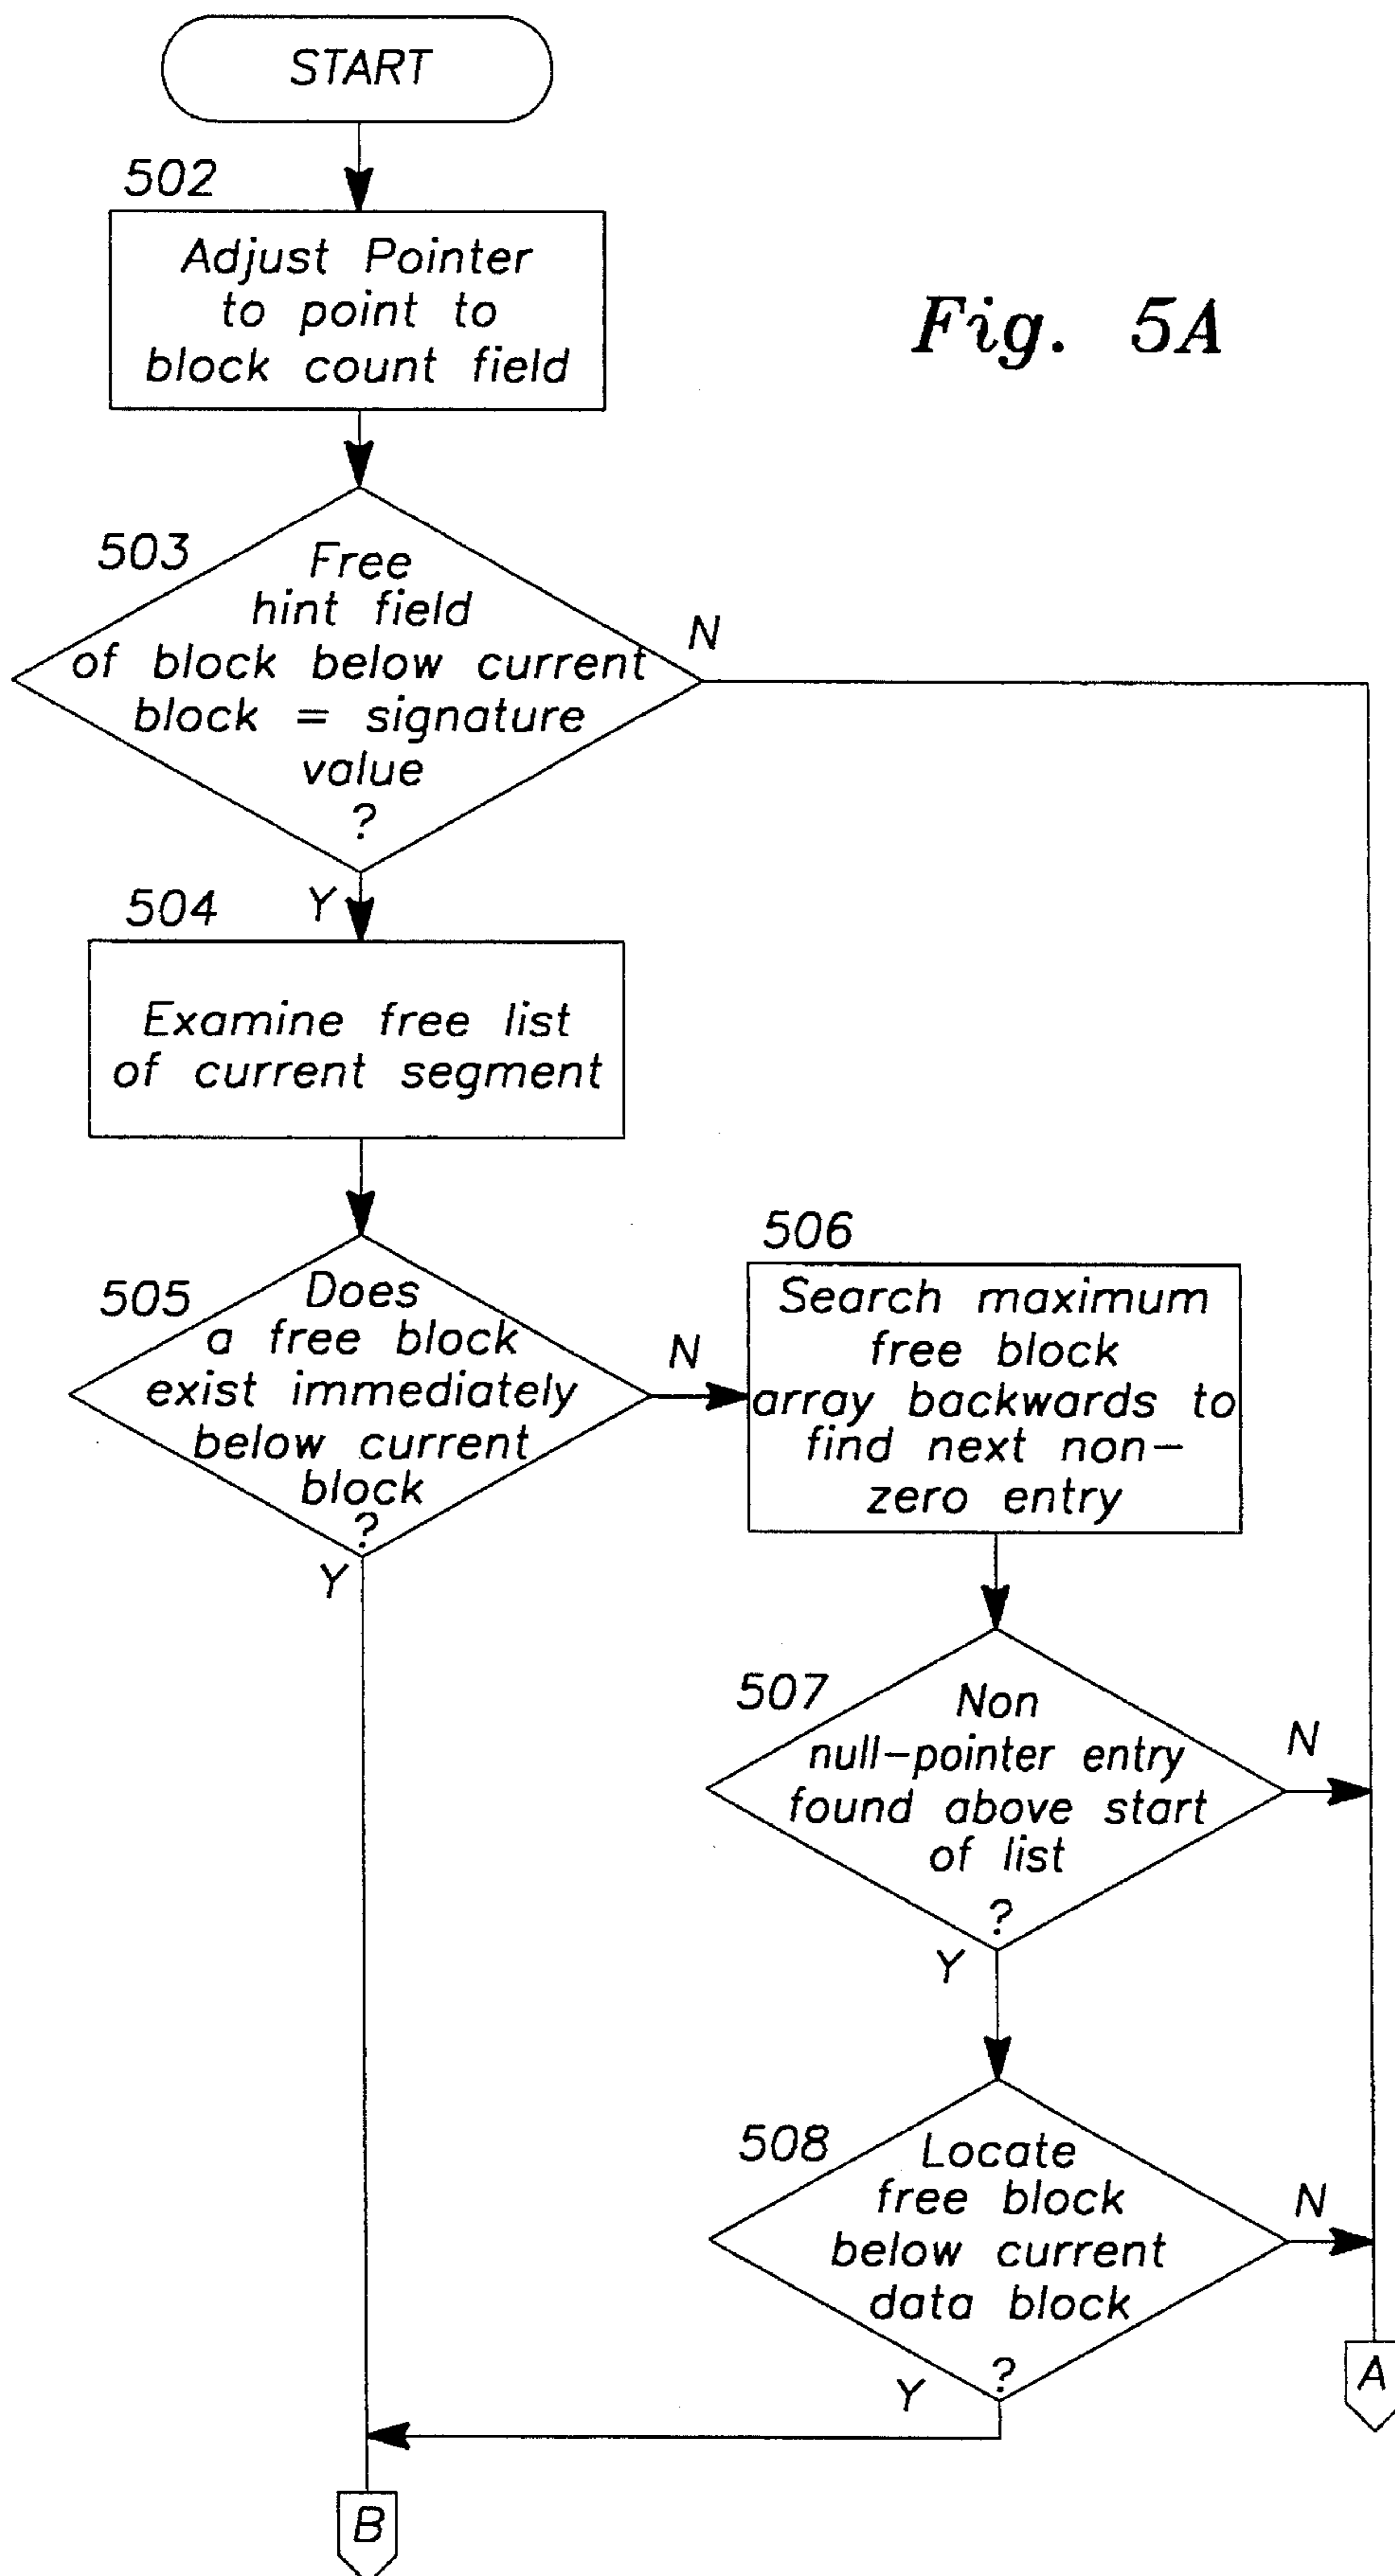 START
502
Adjust Pointer
to point to
block count field
Fig. 5A
503
Free
hint field
of block below current
block = signature
value
?
N
Y
504
Examine free list
of current segment
505
Does
a free block
exist immediately
below current
block
?
N
Y
506
Search maximum
free block
array backwards to
find next non-
zero entry
507
Non
null-pointer entry
found above start
of list
?
N
Y
508
Locate
free block
below current
data block
?
N
Y
A
B